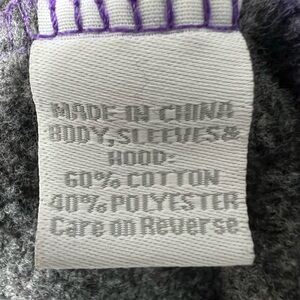 MADE IN CHINA
BODY, SLEEVES &
HOOD:
60% COTTON
40% POLYESTER
Care on Reverse